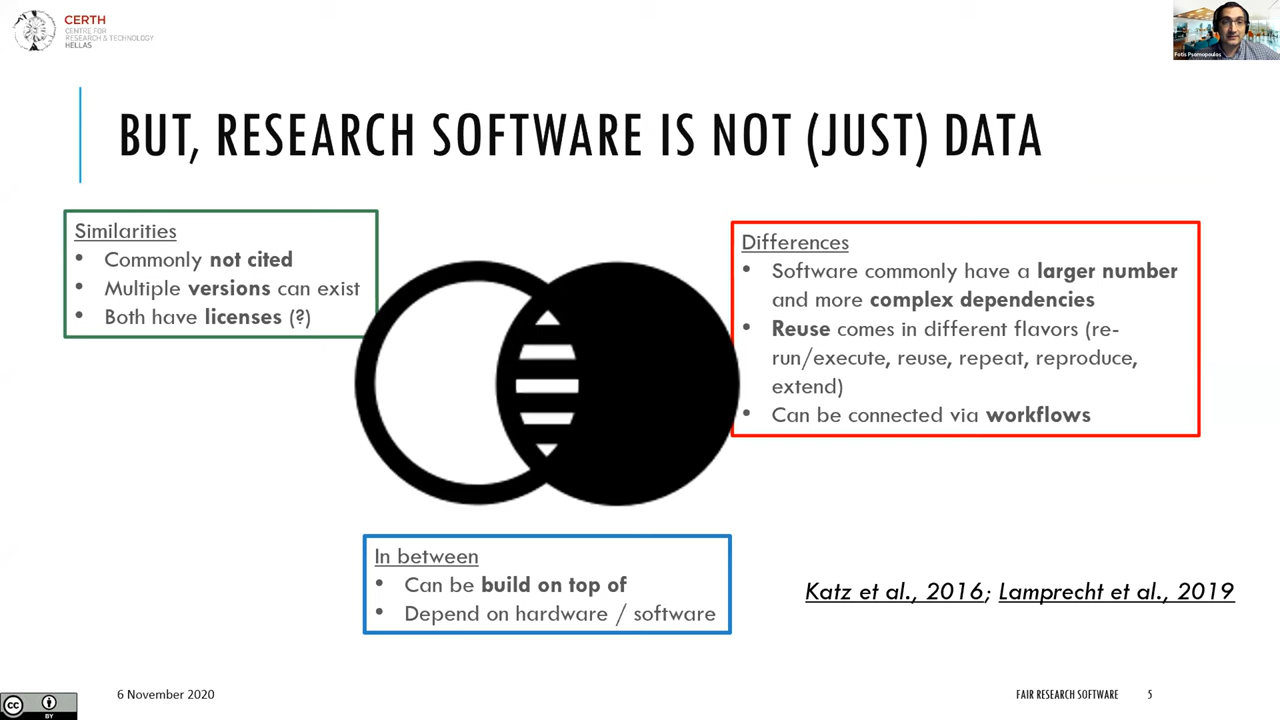 CERTH
CENTRE FOR
RESEARCH & TECHNOLOGY
HELLAS
Fotis Psomopoulos
BUT, RESEARCH SOFTWARE IS NOT (JUST) DATA
Similarities
• Commonly not cited
• Multiple versions can exist
• Both have licenses (?)
Differences
• Software commonly have a larger number
and more complex dependencies
• Reuse comes in different flavors (re-
run/execute, reuse, repeat, reproduce,
extend)
• Can be connected via workflows
In between
• Can be build on top of
• Depend on hardware / software
Katz et al., 2016; Lamprecht et al., 2019
cc BY
6 November 2020
FAIR RESEARCH SOFTWARE 5